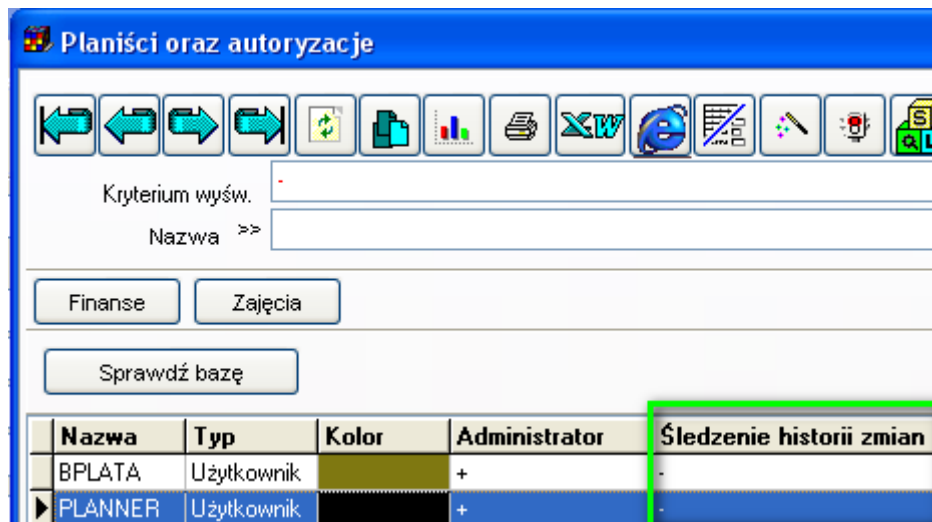 Planiści oraz autoryzacje
XW
SQL
Kryterium wyśw. -
Nazwa >>
Finanse Zajęcia
Sprawdź bazę
Nazwa Typ Kolor Administrator Śledzenie historii zmian
BPLATA Użytkownik + -
PLANNER Użytkownik + -